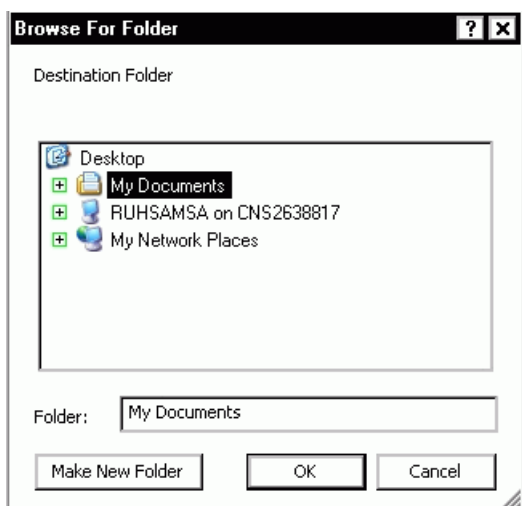 Browse For Folder
Destination Folder
Desktop
My Documents
RUHSAMSA on CNS2638817
My Network Places
Folder: My Documents
Make New Folder OK Cancel